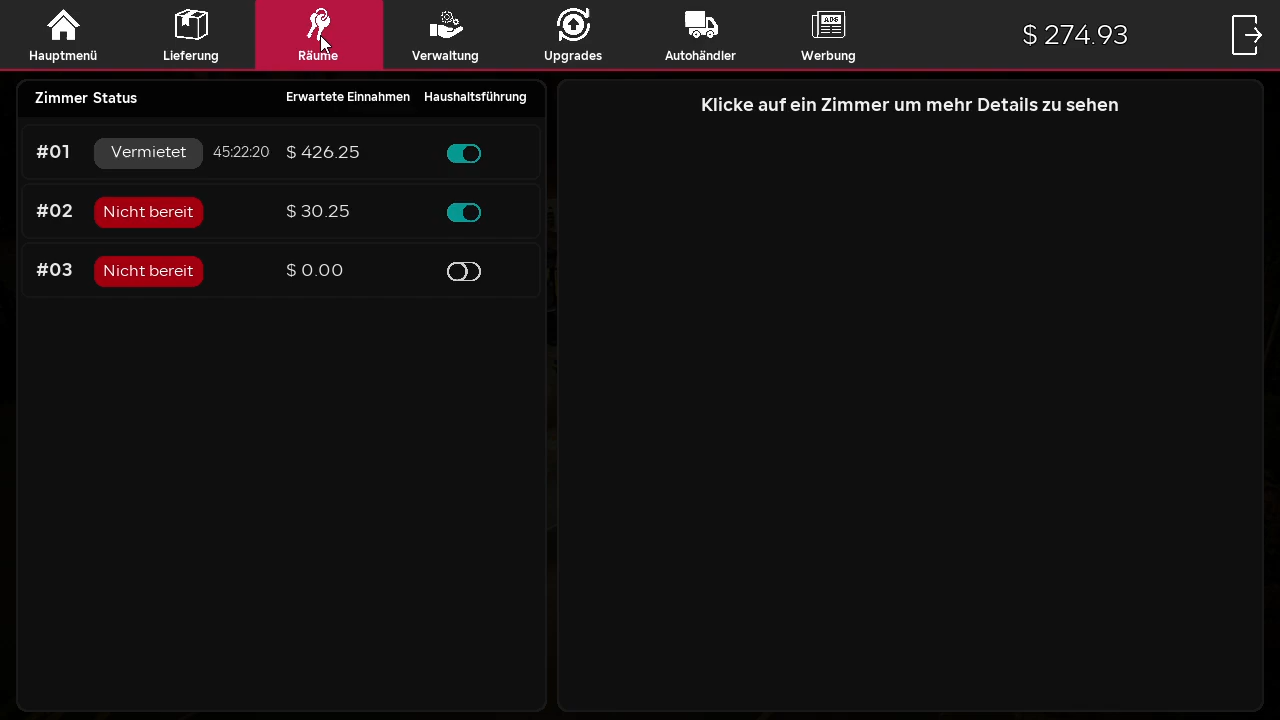 ADS
$ 274.93
Hauptmenü Lieferung Räume Verwaltung Upgrades Autohändler Werbung
Zimmer Status Erwartete Einnahmen Haushaltsführung
#01 Vermietet 45:22:20 $ 426.25
#02 Nicht bereit $ 30.25
#03 Nicht bereit $ 0.00
Klicke auf ein Zimmer um mehr Details zu sehen